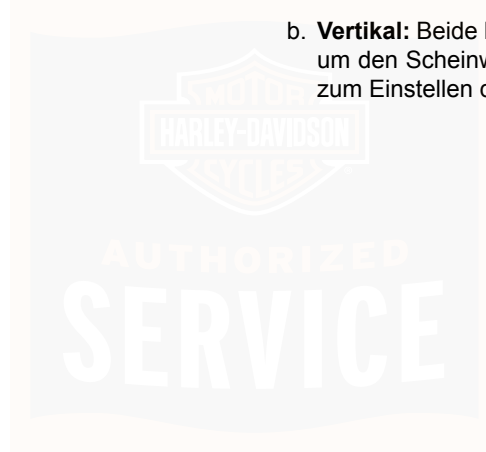 b. Vertikal: Beide
um den Scheinw
zum Einstellen
MOTOR
HARLEY-DAVIDSON
CYCLES
AUTHORIZED
SERVICE